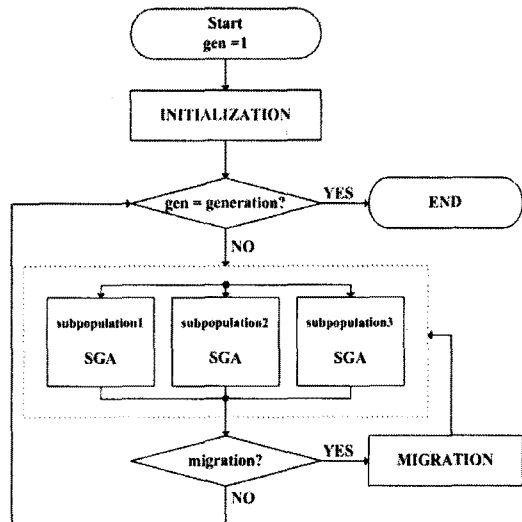 Start
gen =1
INITIALIZATION
gen = generation?
YES
END
NO
subpopulation1
SGA
subpopulation2
SGA
subpopulation3
SGA
migration?
YES
MIGRATION
NO